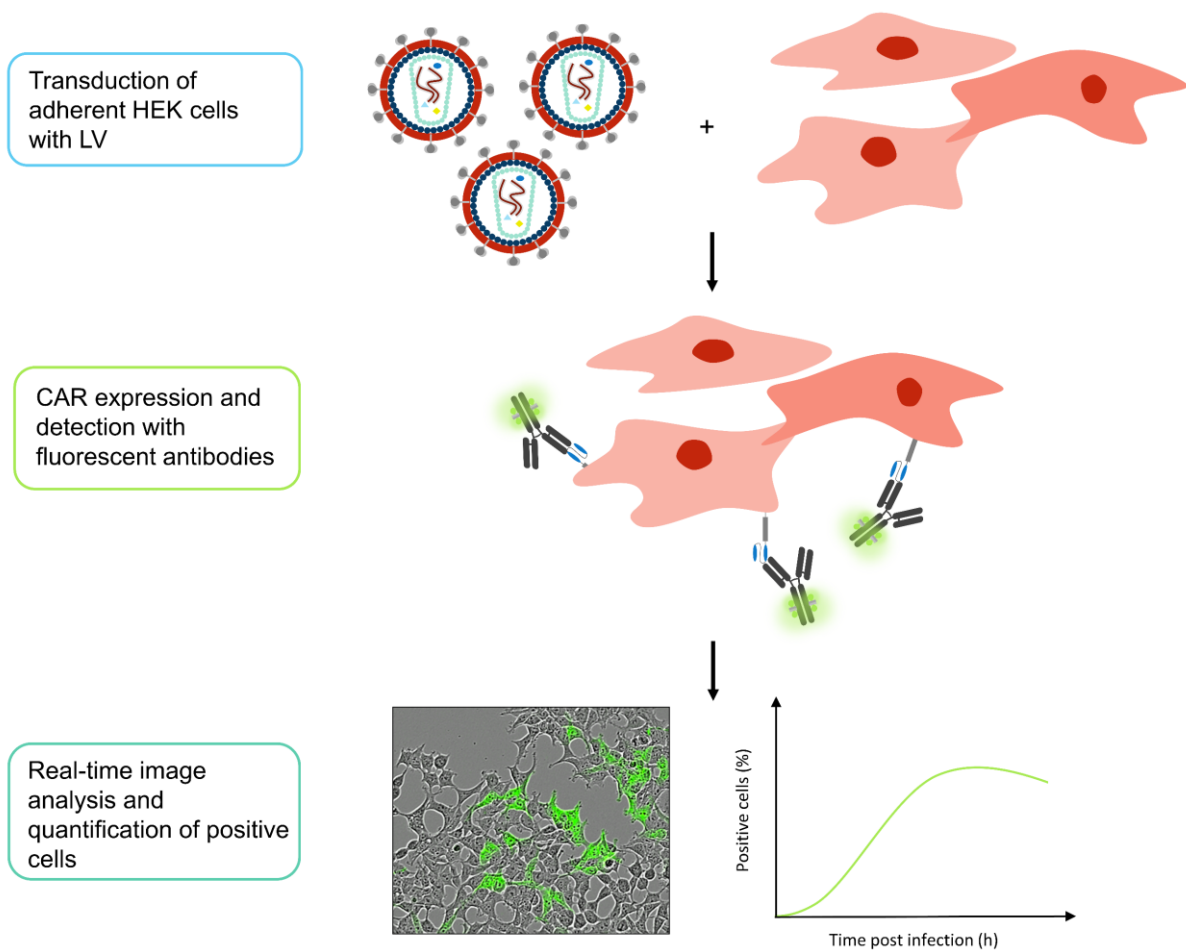 Transduction of
adherent HEK cells
with LV
+
CAR expression and
detection with
fluorescent antibodies
Real-time image
analysis and
quantification of positive
cells
Positive cells (%)
Time post infection (h)